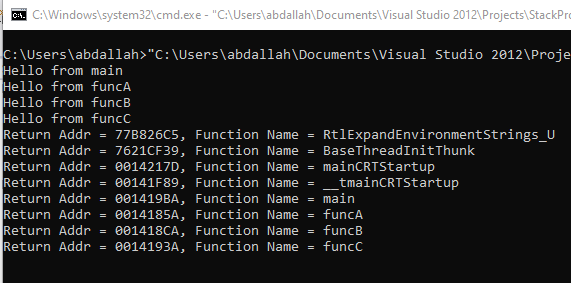 C:\Windows\system32\cmd.exe - "C:\Users\abdallah\Documents\Visual Studio 2012\Projects\StackPro
C:\Users\abdallah>"C:\Users\abdallah\Documents\Visual Studio 2012\Proje
Hello from main
Hello from funcA
Hello from funcB
Hello from funcC
Return Addr = 77B826C5, Function Name = RtlExpandEnvironmentStrings_U
Return Addr = 7621CF39, Function Name = BaseThreadInitThunk
Return Addr = 0014217D, Function Name = mainCRTStartup
Return Addr = 00141F89, Function Name = __tmainCRTStartup
Return Addr = 001419BA, Function Name = main
Return Addr = 0014185A, Function Name = funcA
Return Addr = 001418CA, Function Name = funcB
Return Addr = 0014193A, Function Name = funcC